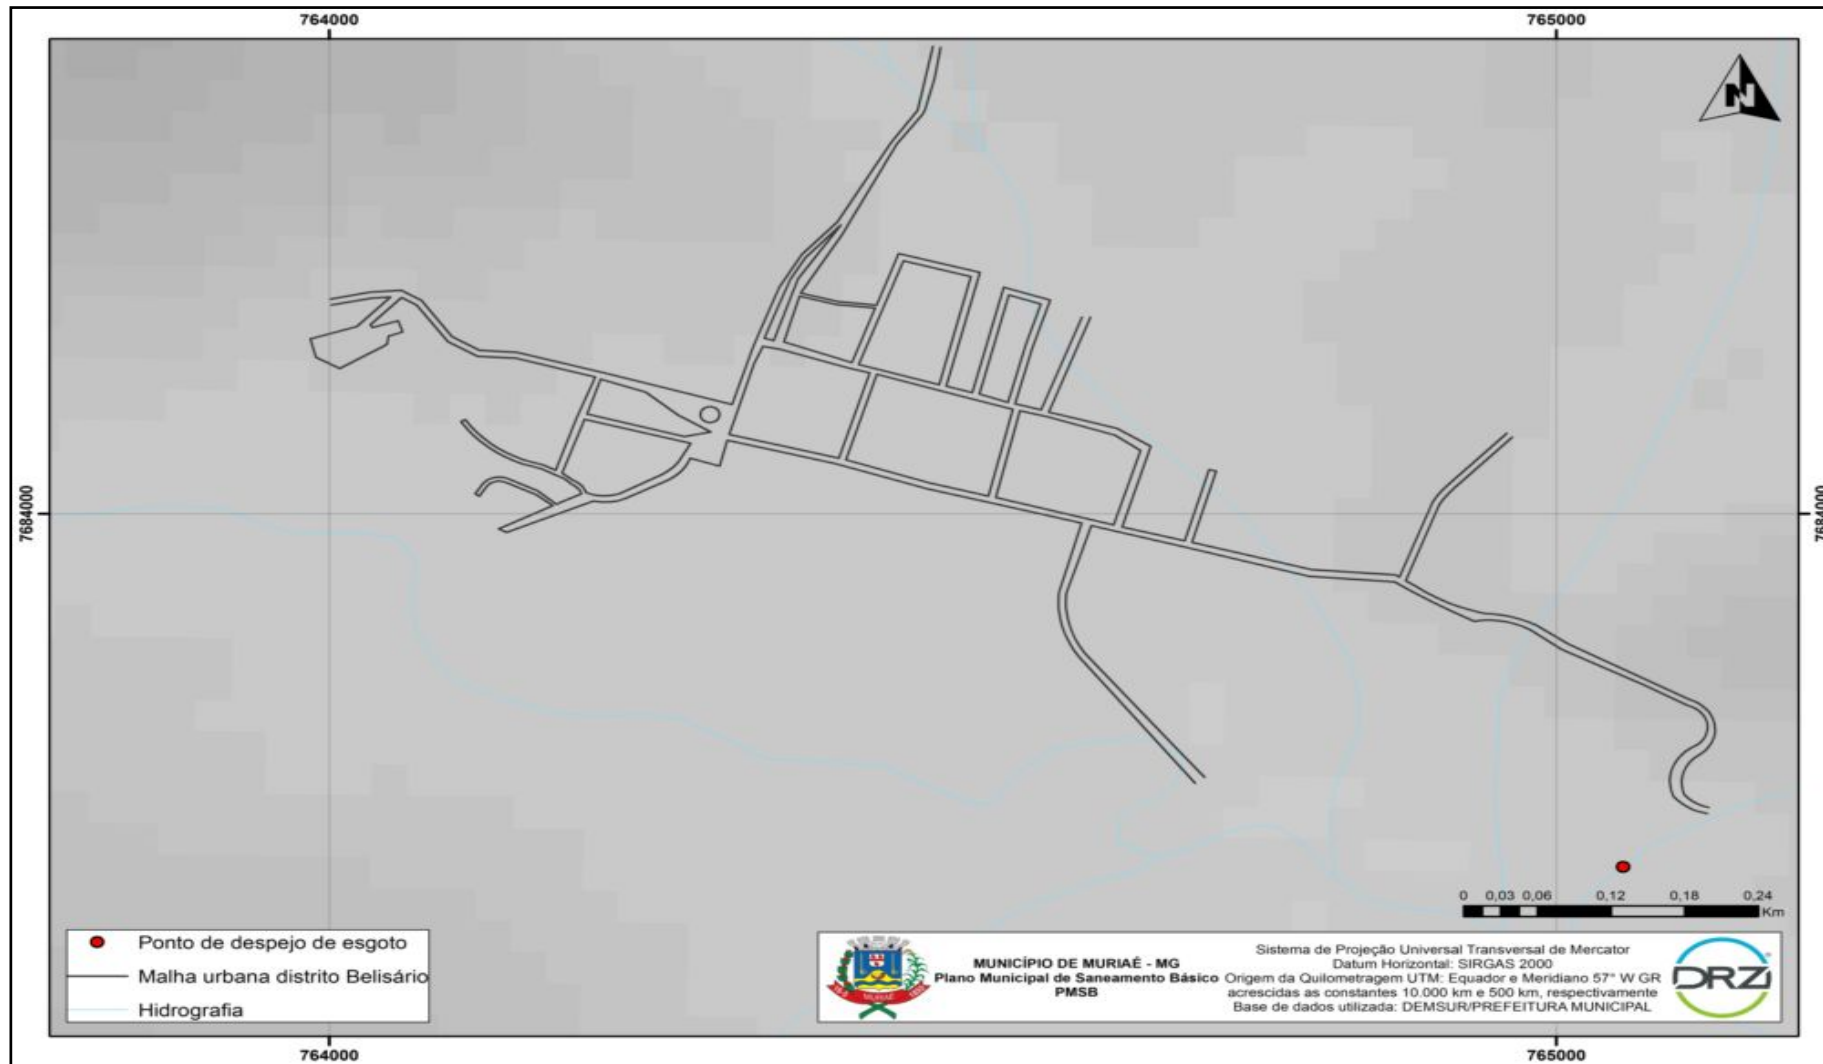 764000
765000
N
7684000
7684000
0 0,03 0,06 0,12 0,18 0,24
Km
Ponto de despejo de esgoto
Malha urbana distrito Belisário
Hidrografia
MURIAÉ
MUNICÍPIO DE MURIAÉ - MG
Plano Municipal de Saneamento Básico
PMSB
Sistema de Projeção Universal Transversal de Mercator
Datum Horizontal: SIRGAS 2000
Origem da Quilometragem UTM: Equador e Meridiano 57° W GR
acrescidas as constantes 10.000 km e 500 km, respectivamente
Base de dados utilizada: DEMSUR/PREFEITURA MUNICIPAL
DRZ
764000
765000